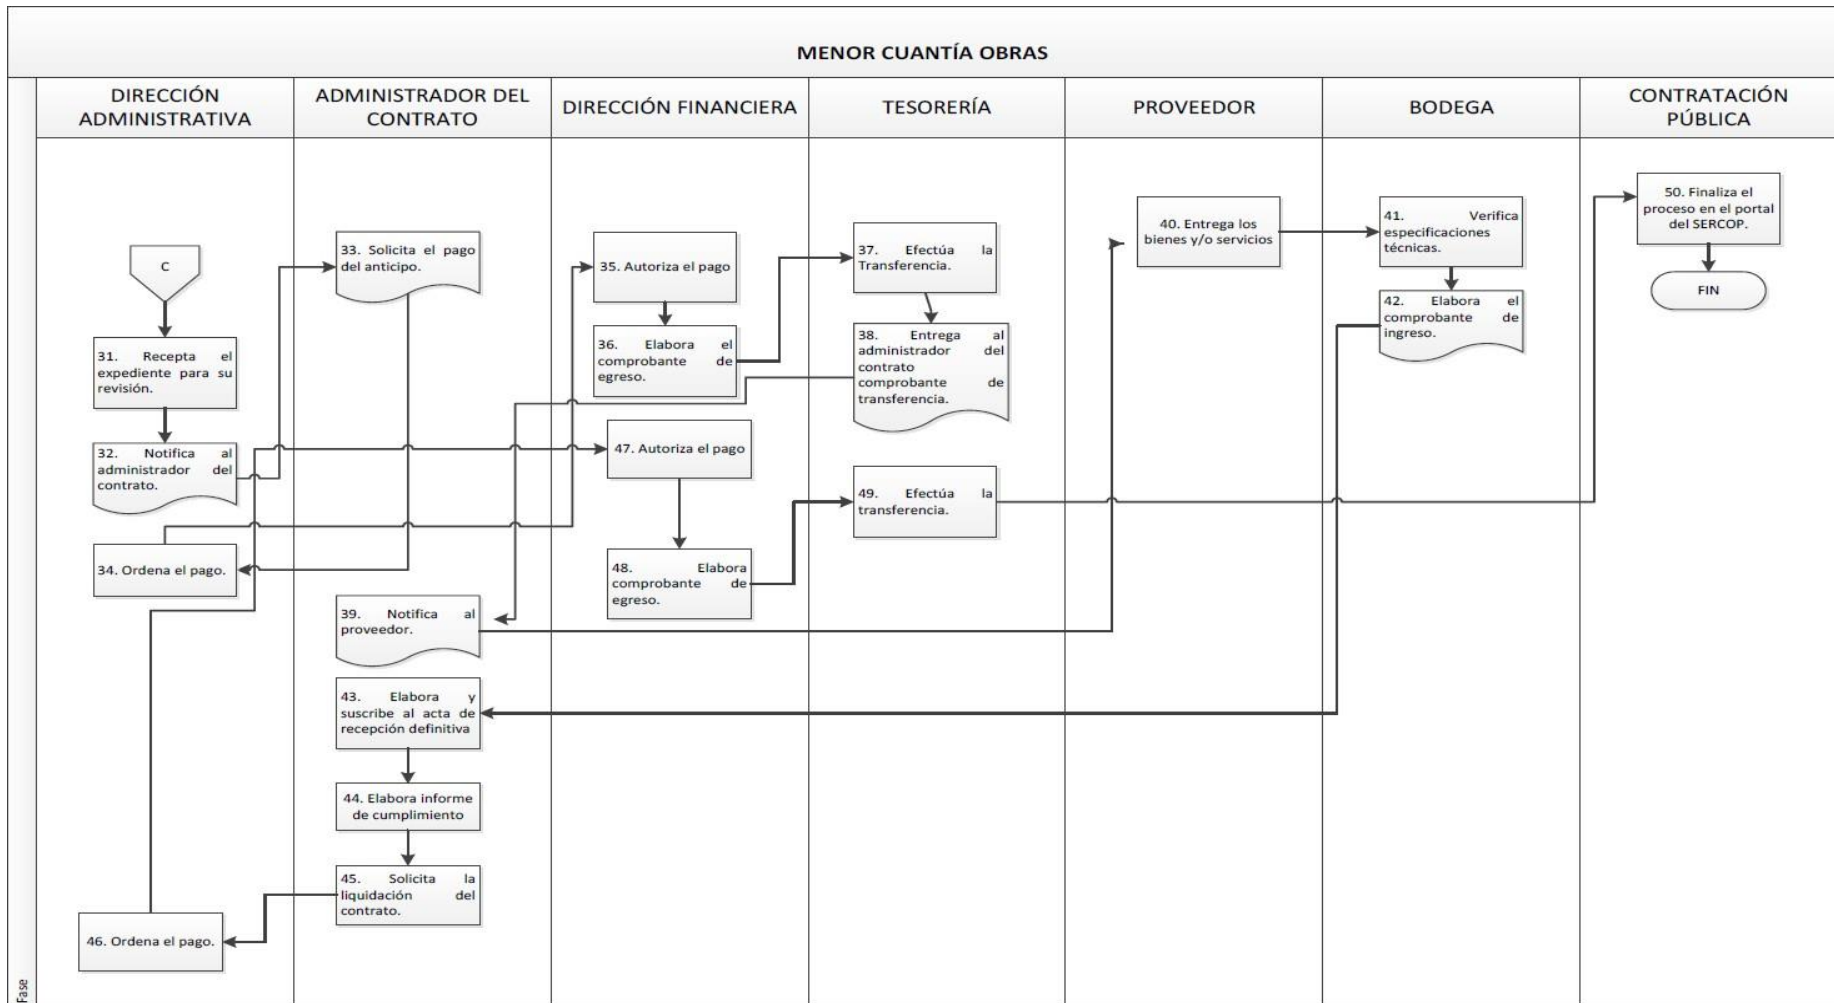 MENOR CUANTÍA OBRAS
DIRECCIÓN
ADMINISTRATIVA
ADMINISTRADOR DEL
CONTRATO
DIRECCIÓN FINANCIERA
TESORERÍA
PROVEEDOR
BODEGA
CONTRATACIÓN
PÚBLICA
C
31. Recepta el
expediente para su
revisión.
32. Notifica al
administrador del
contrato.
33. Solicita el pago
del anticipo.
34. Ordena el pago.
35. Autoriza el pago
36. Elabora el
comprobante de
egreso.
37. Efectúa la
Transferencia.
38. Entrega al
administrador del
contrato
comprobante de
transferencia.
39. Notifica al
proveedor.
40. Entrega los
bienes y/o servicios
41. Verifica
especificaciones
técnicas.
42. Elabora el
comprobante de
ingreso.
43. Elabora y
suscribe al acta de
recepción definitiva
44. Elabora informe
de cumplimiento
45. Solicita la
liquidación del
contrato.
46. Ordena el pago.
47. Autoriza el pago
48. Elabora
comprobante de
egreso.
49. Efectúa la
transferencia.
50. Finaliza el
proceso en el portal
del SERCOP.
FIN
Fase